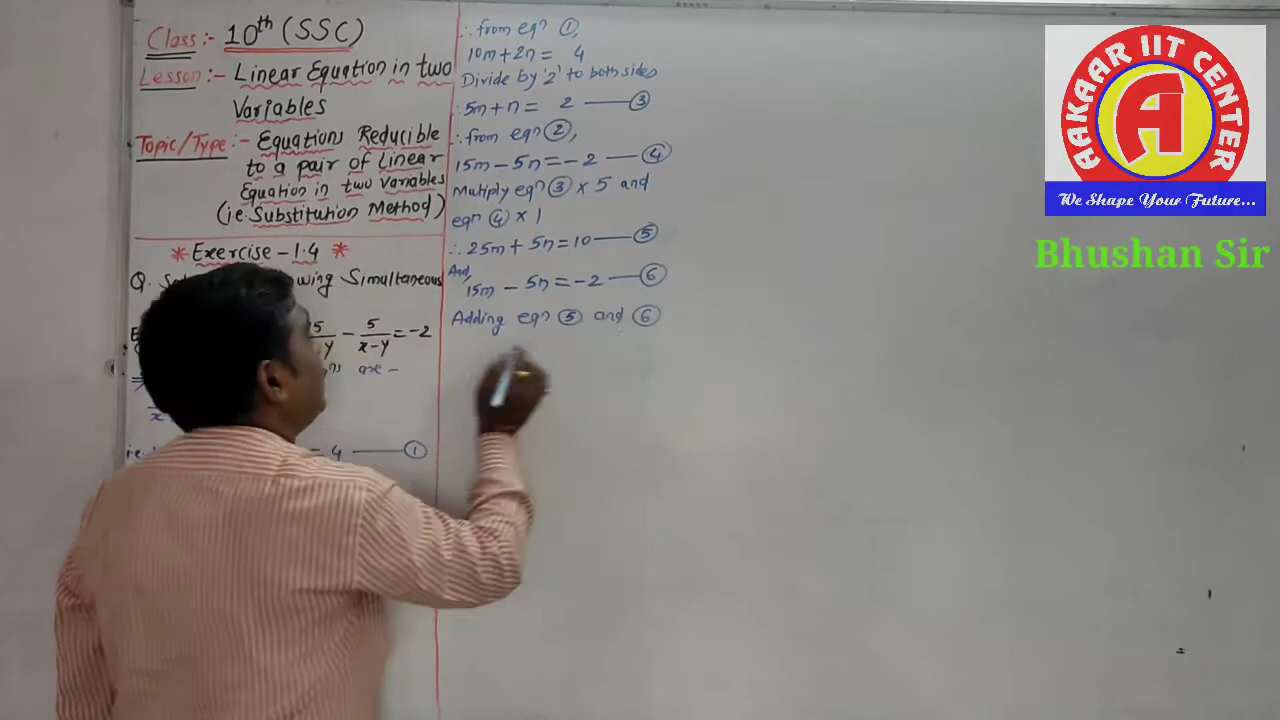 Class:- 10th (SSC)
Lesson:- Linear Equation in two
Variables
Topic/Type:- Equations Reducible
to a pair of Linear
Equation in two variables
(i.e. Substitution Method)
* Exercise-1.4 *
Q. wing Simultaneous
5/ - 5/x-y = -2
are -
x
i.e. = 4 —— ①
∴ from eqn ①,
10m + 2n = 4
Divide by '2' to both sides
∴ 5m + n = 2 —— ③
∴ from eqn ②,
15m - 5n = -2 —— ④
Mutiply eqn ③ × 5 and
eqn ④ × 1
∴ 25m + 5n = 10 —— ⑤
And,
15m - 5n = -2 —— ⑥
Adding eqn ⑤ and ⑥
AAKAAR IIT CENTER
A
We Shape Your Future...
Bhushan Sir